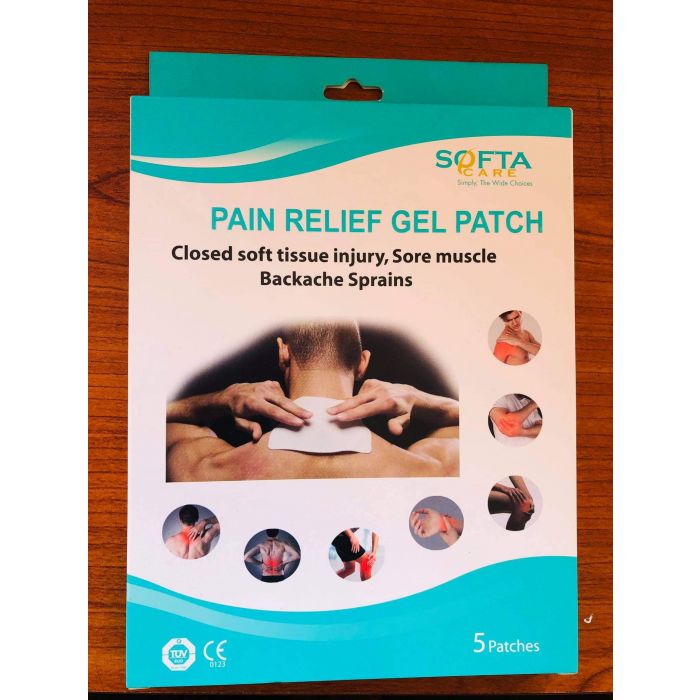 SOFTA
CARE
Simply, The Wide Choices
PAIN RELIEF GEL PATCH
Closed soft tissue injury, Sore muscle
Backache Sprains
TÜV
CE
0123
5 Patches